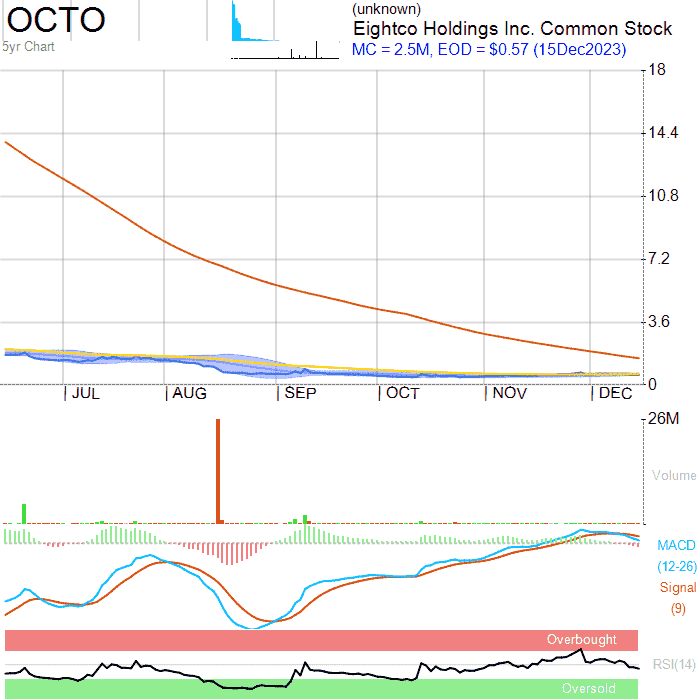 OCTO
(unknown)
Eightco Holdings Inc. Common Stock
5yr Chart
MC = 2.5M, EOD = $0.57 (15Dec2023)
18
14.4
10.8
7.2
3.6
0
JUL
AUG
SEP
OCT
NOV
DEC
26M
Volume
MACD
(12-26)
Signal
(9)
Overbought
RSI(14)
Oversold